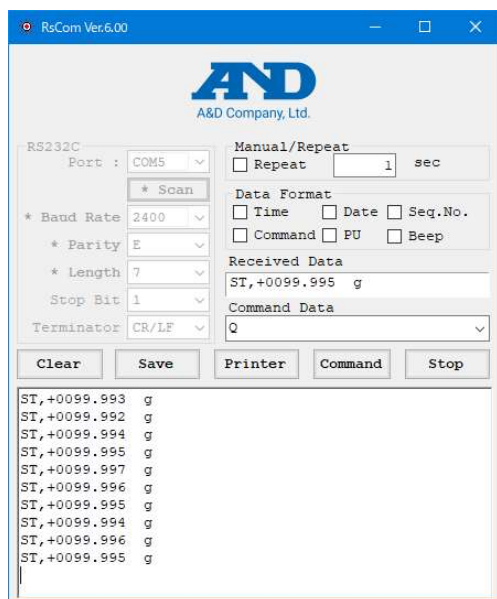 RsCom Ver.6.00
AND
A&D Company, Ltd.
RS232C
Port : COM5
* Scan
* Baud Rate 2400
* Parity E
* Length 7
Stop Bit 1
Terminator CR/LF
Manual/Repeat
Repeat 1 sec
Data Format
Time Date Seq.No.
Command PU Beep
Received Data
ST,+0099.995 g
Command Data
Q
Clear Save Printer Command Stop
ST,+0099.993 g
ST,+0099.992 g
ST,+0099.994 g
ST,+0099.995 g
ST,+0099.997 g
ST,+0099.996 g
ST,+0099.995 g
ST,+0099.994 g
ST,+0099.996 g
ST,+0099.995 g